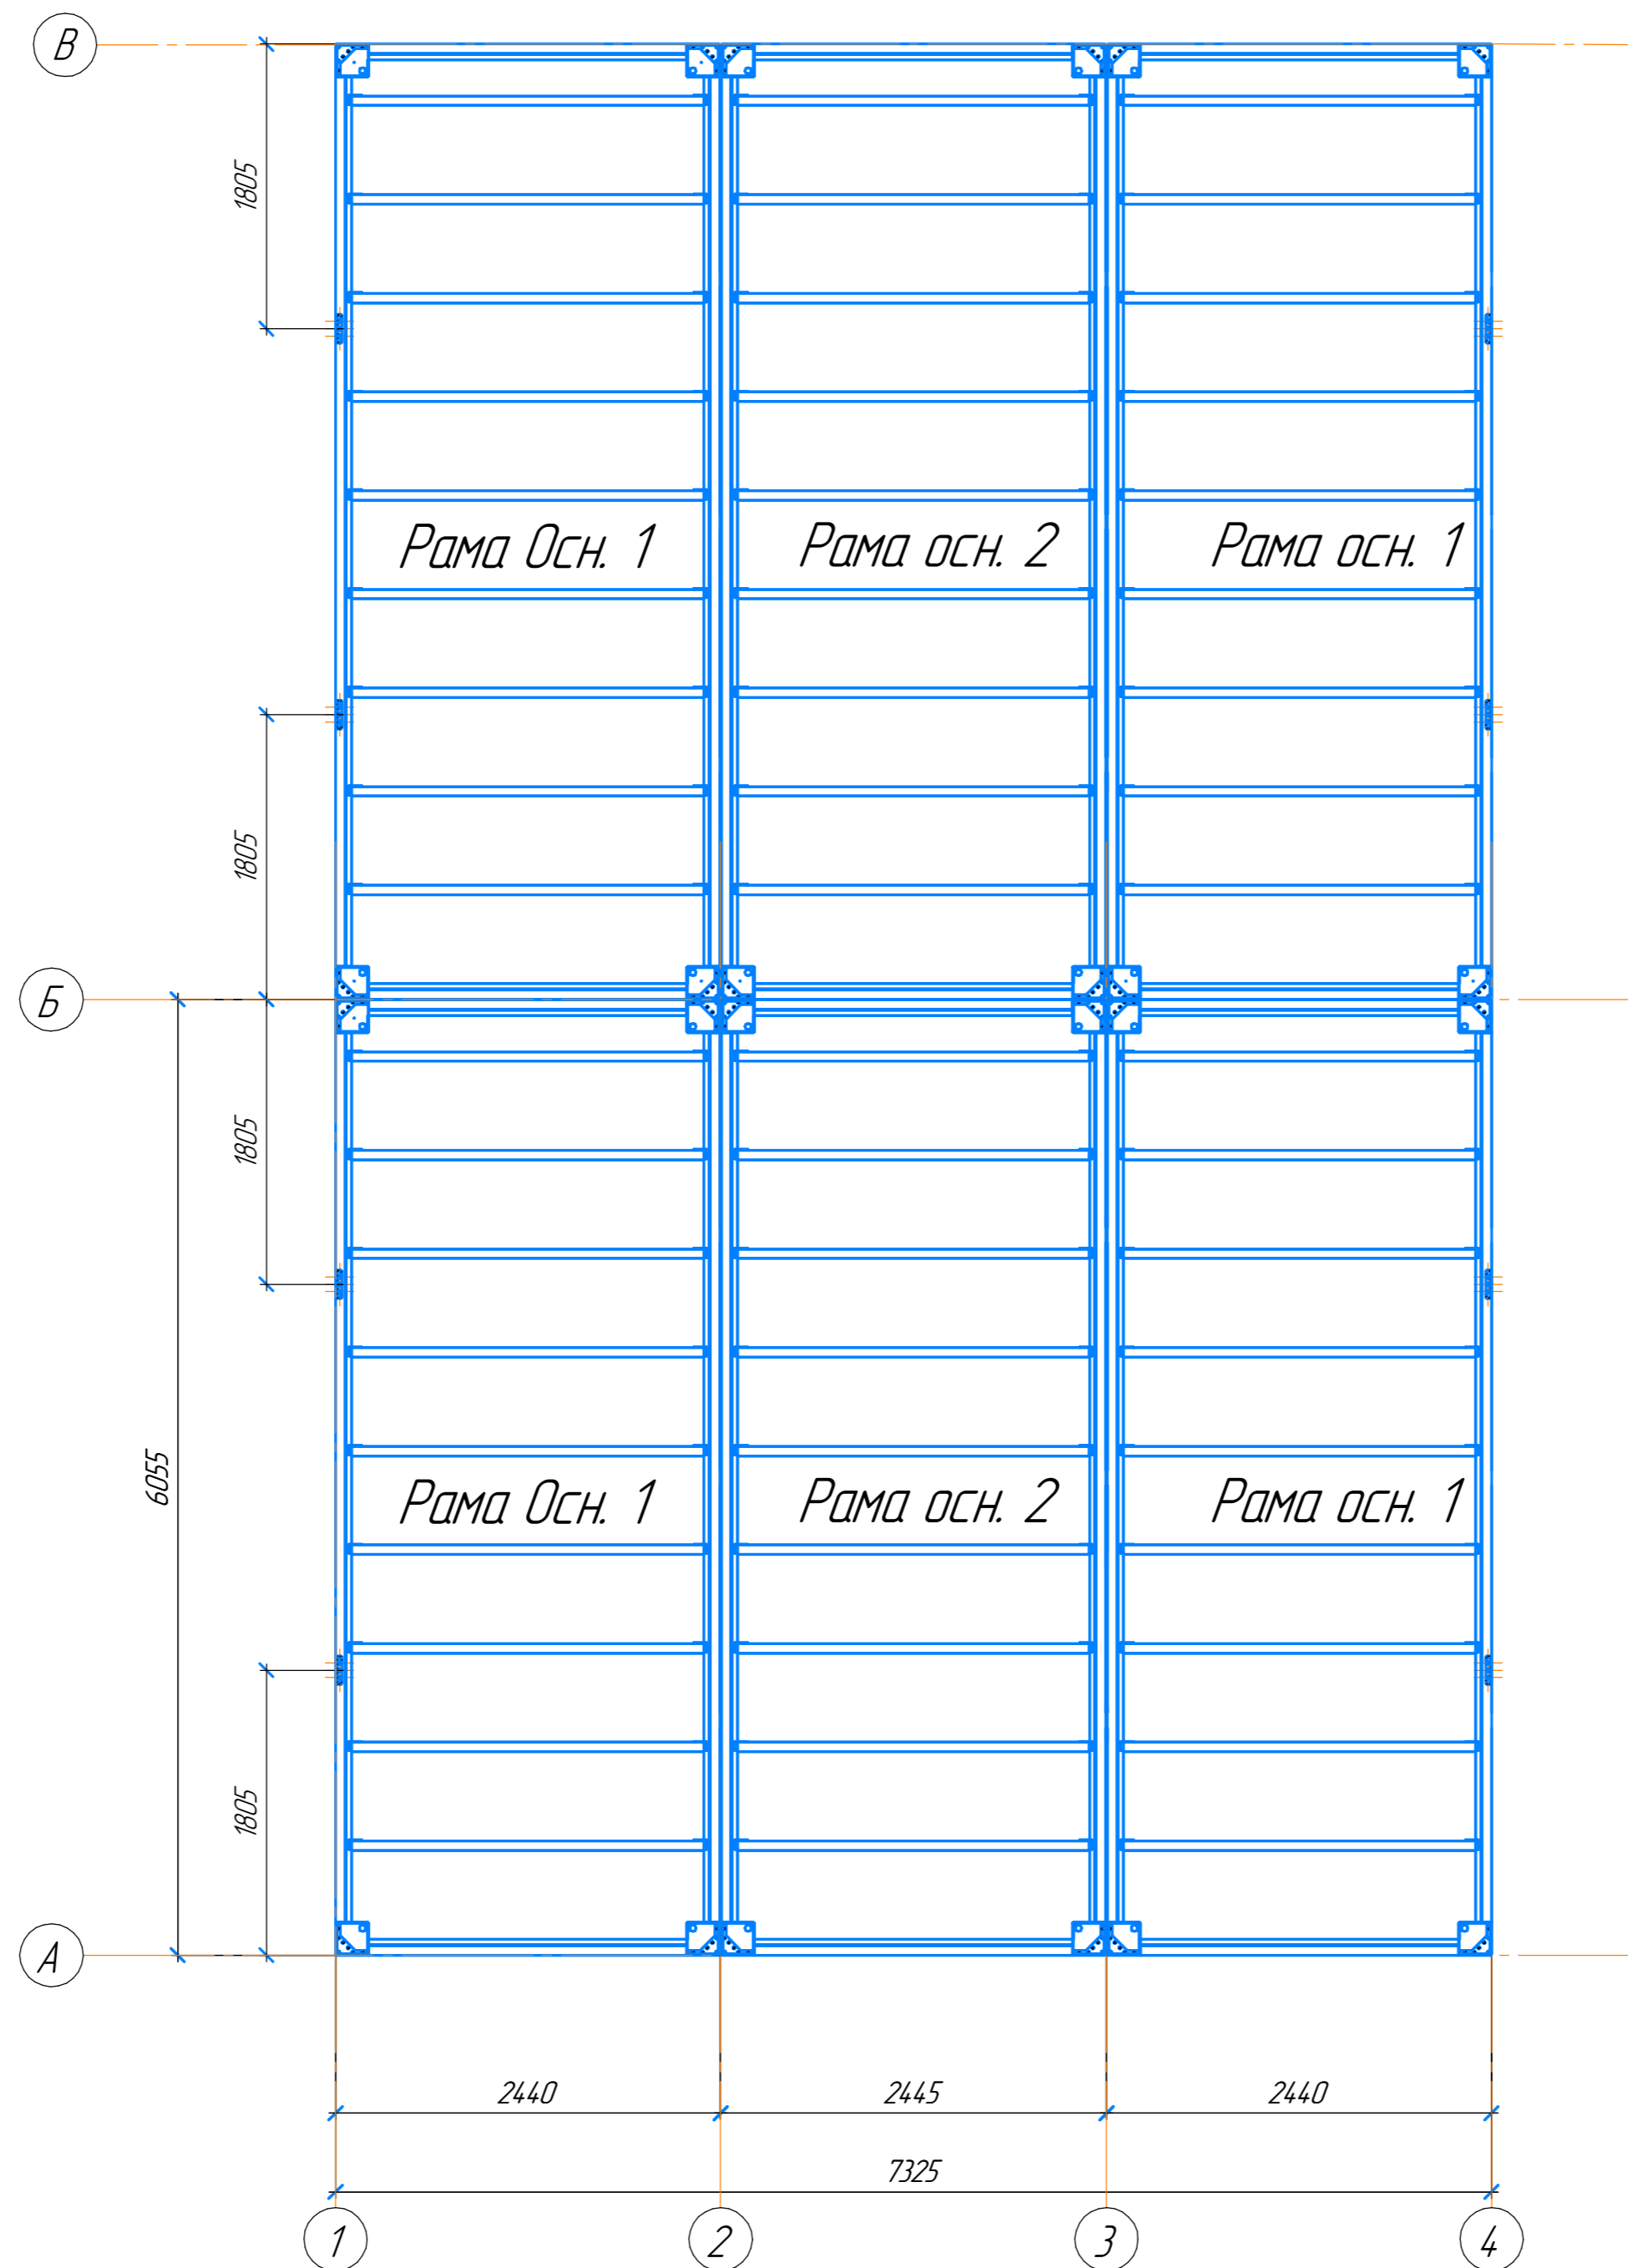 В
1805
Рама Осн. 1
Рама осн. 2
Рама осн. 1
1805
Б
1805
6055
Рама Осн. 1
Рама осн. 2
Рама осн. 1
1805
А
2440
2445
2440
7325
1
2
3
4